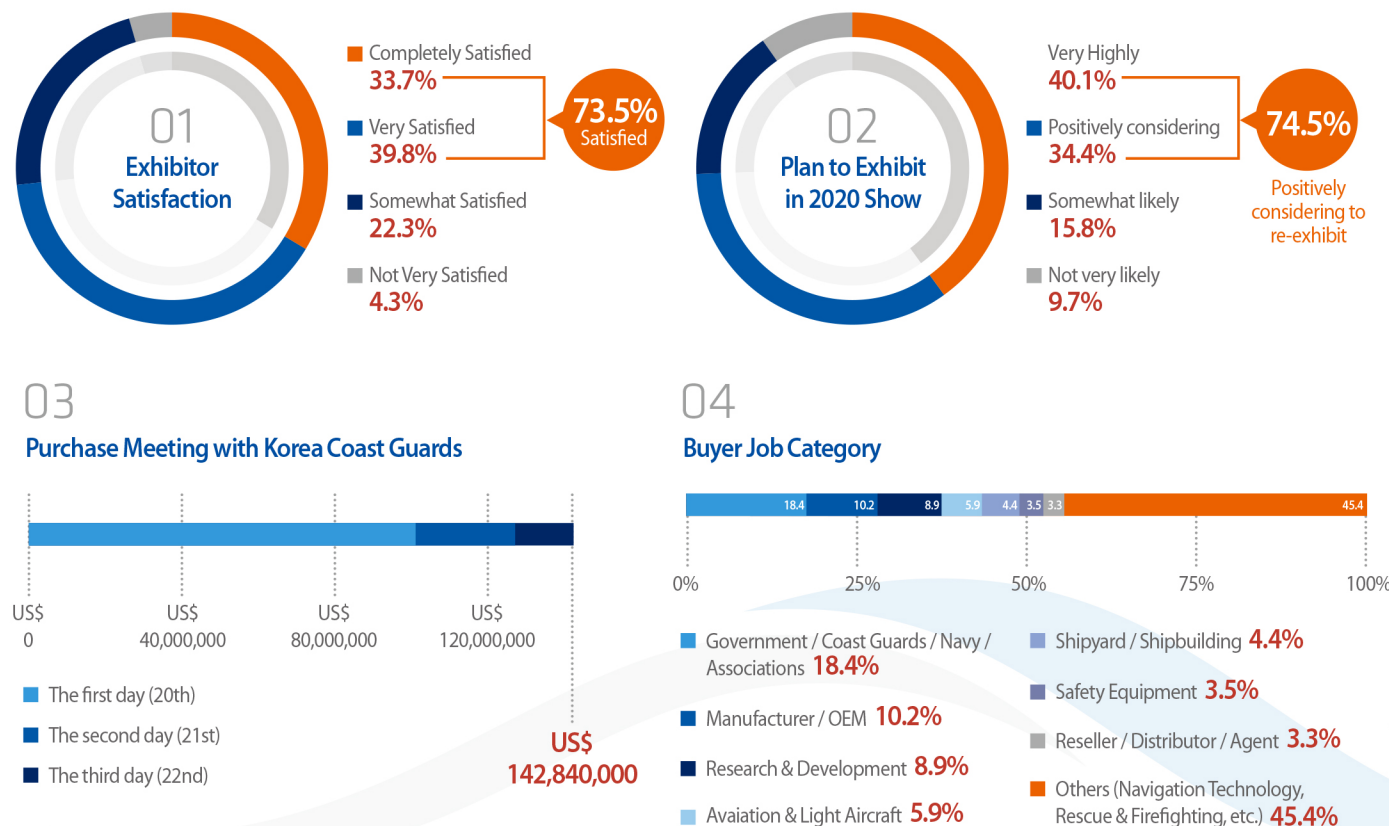 01
Exhibitor
Satisfaction
Completely Satisfied
33.7%
Very Satisfied
39.8%
Somewhat Satisfied
22.3%
Not Very Satisfied
4.3%
73.5%
Satisfied
02
Plan to Exhibit
in 2020 Show
Very Highly
40.1%
Positively considering
34.4%
Somewhat likely
15.8%
Not very likely
9.7%
74.5%
Positively
considering to
re-exhibit
03
Purchase Meeting with Korea Coast Guards
US$ US$ US$ US$
0 40,000,000 80,000,000 120,000,000
The first day (20th)
The second day (21st)
The third day (22nd)
US$
142,840,000
04
Buyer Job Category
18.4 10.2 8.9 5.9 4.4 3.5 3.3 45.4
0% 25% 50% 75% 100%
Government / Coast Guards / Navy /
Associations 18.4%
Manufacturer / OEM 10.2%
Research & Development 8.9%
Avaiation & Light Aircraft 5.9%
Shipyard / Shipbuilding 4.4%
Safety Equipment 3.5%
Reseller / Distributor / Agent 3.3%
Others (Navigation Technology,
Rescue & Firefighting, etc.) 45.4%